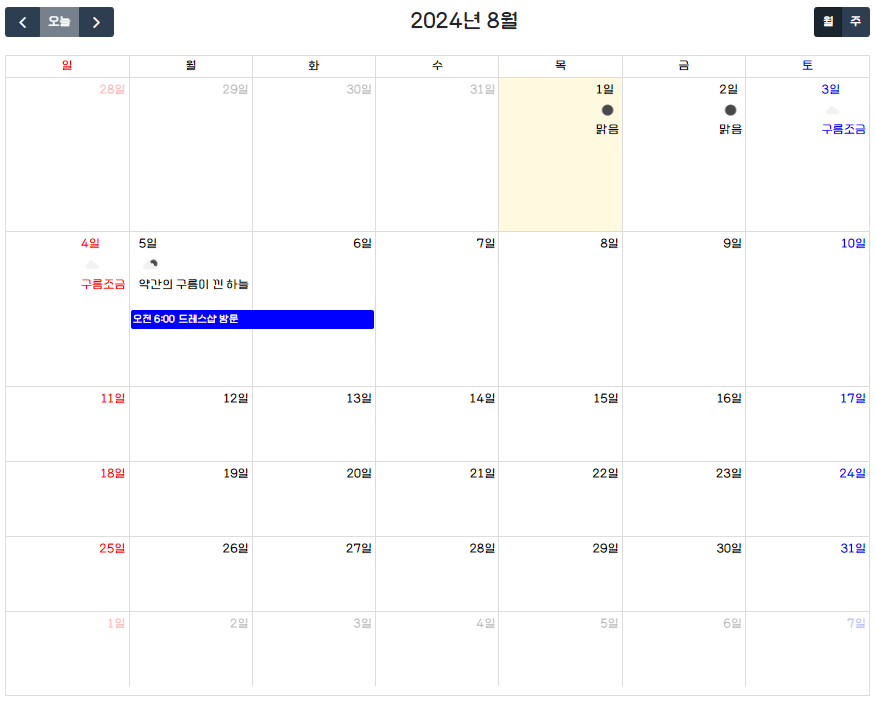 오늘
2024년 8월
월 주
일 월 화 수 목 금 토
28일 29일 30일 31일 1일 2일 3일
맑음 맑음 구름조금
4일 5일 6일 7일 8일 9일 10일
구름조금 약간의 구름이 낀 하늘
오전 6:00 드레스샵 방문
11일 12일 13일 14일 15일 16일 17일
18일 19일 20일 21일 22일 23일 24일
25일 26일 27일 28일 29일 30일 31일
1일 2일 3일 4일 5일 6일 7일